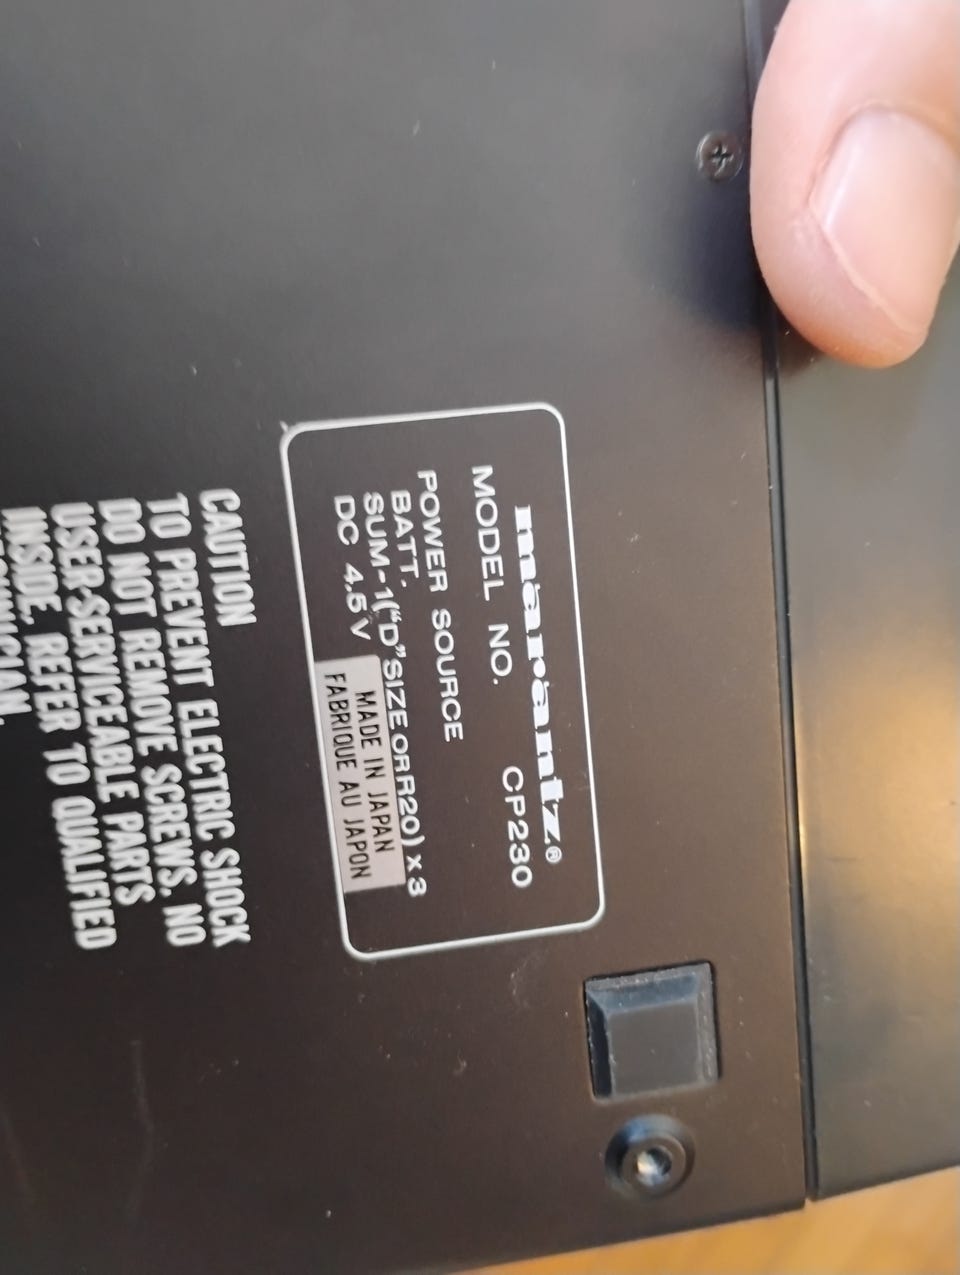 marantz®
MODEL NO. CP230
POWER SOURCE
BATT.
SUM-1("D"SIZE OR R20) X 3
DC 4.5V
MADE IN JAPAN
FABRIQUE AU JAPON
CAUTION
TO PREVENT ELECTRIC SHOCK
DO NOT REMOVE SCREWS. NO
USER-SERVICEABLE PARTS
INSIDE. REFER TO QUALIFIED